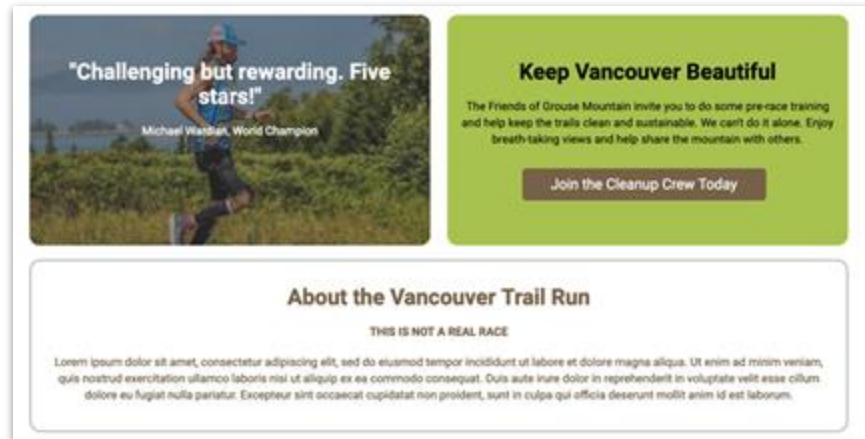 "Challenging but rewarding. Five
stars!"
Michael Wardian, World Champion
Keep Vancouver Beautiful
The Friends of Grouse Mountain invite you to do some pre-race training
and help keep the trails clean and sustainable. We can't do it alone. Enjoy
breath-taking views and help share the mountain with others.
Join the Cleanup Crew Today
About the Vancouver Trail Run
THIS IS NOT A REAL RACE
Lorem ipsum dolor sit amet, consectetur adipiscing elit, sed do eiusmod tempor incididunt ut labore et dolore magna aliqua. Ut enim ad minim veniam,
quis nostrud exercitation ullamco laboris nisi ut aliquip ex ea commodo consequat. Duis aute irure dolor in reprehenderit in voluptate velit esse cillum
dolore eu fugiat nulla pariatur. Excepteur sint occaecat cupidatat non proident, sunt in culpa qui officia deserunt mollit anim id est laborum.